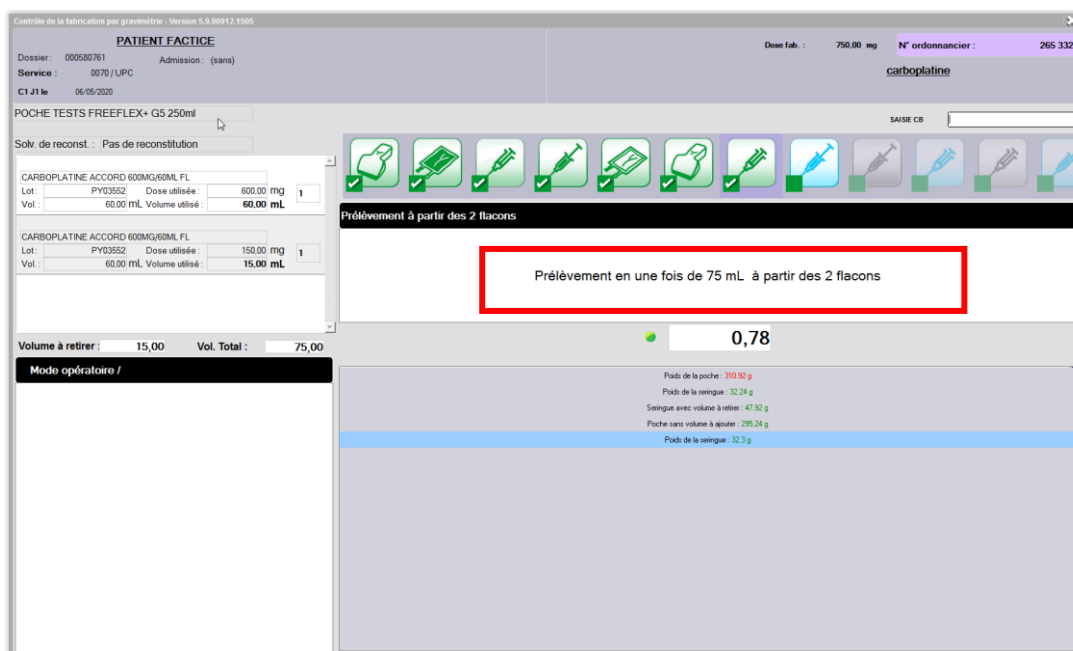 Contrôle de la fabrication par gravimétrie - Version 5.9.90912.1505
PATIENT FACTICE
Dossier : 000580761 Admission : (sans)
Service : 0070 / UPC
C1 J1 le 06/05/2020
Dose fab. : 750,00 mg N° ordonnancier : 265 332
carboplatine
POCHE TESTS FREEFLEX+ G5 250ml
SAISIE CB
Solv. de reconst. : Pas de reconstitution
CARBOPLATINE ACCORD 600MG/60ML FL
Lot : PY03552 Dose utilisée : 600,00 mg 1
Vol. : 60,00 mL Volume utilisé : 60,00 mL
CARBOPLATINE ACCORD 600MG/60ML FL
Lot : PY03552 Dose utilisée : 150,00 mg 1
Vol. : 60,00 mL Volume utilisé : 15,00 mL
Volume à retirer : 15,00 Vol. Total : 75,00
Mode opératoire /
Prélèvement à partir des 2 flacons
Prélèvement en une fois de 75 mL à partir des 2 flacons
0,78
Poids de la poche : 310.92 g
Poids de la seringue : 32.24 g
Seringue avec volume à retirer : 47.92 g
Poche sans volume à ajouter : 295.24 g
Poids de la seringue : 32.3 g